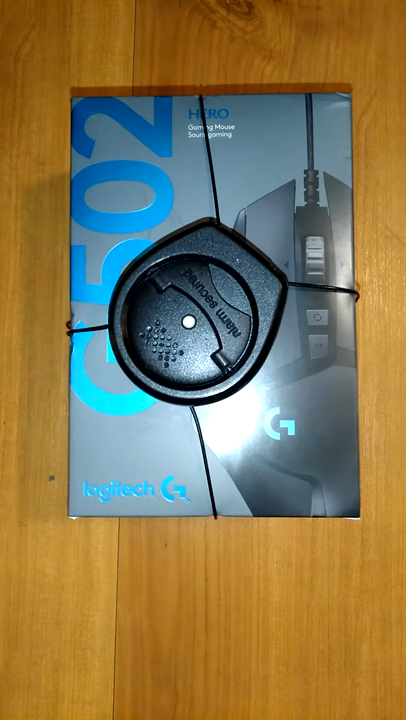 G502
HERO
Gaming Mouse
Souris gaming
Alarm secured
logitech G
G